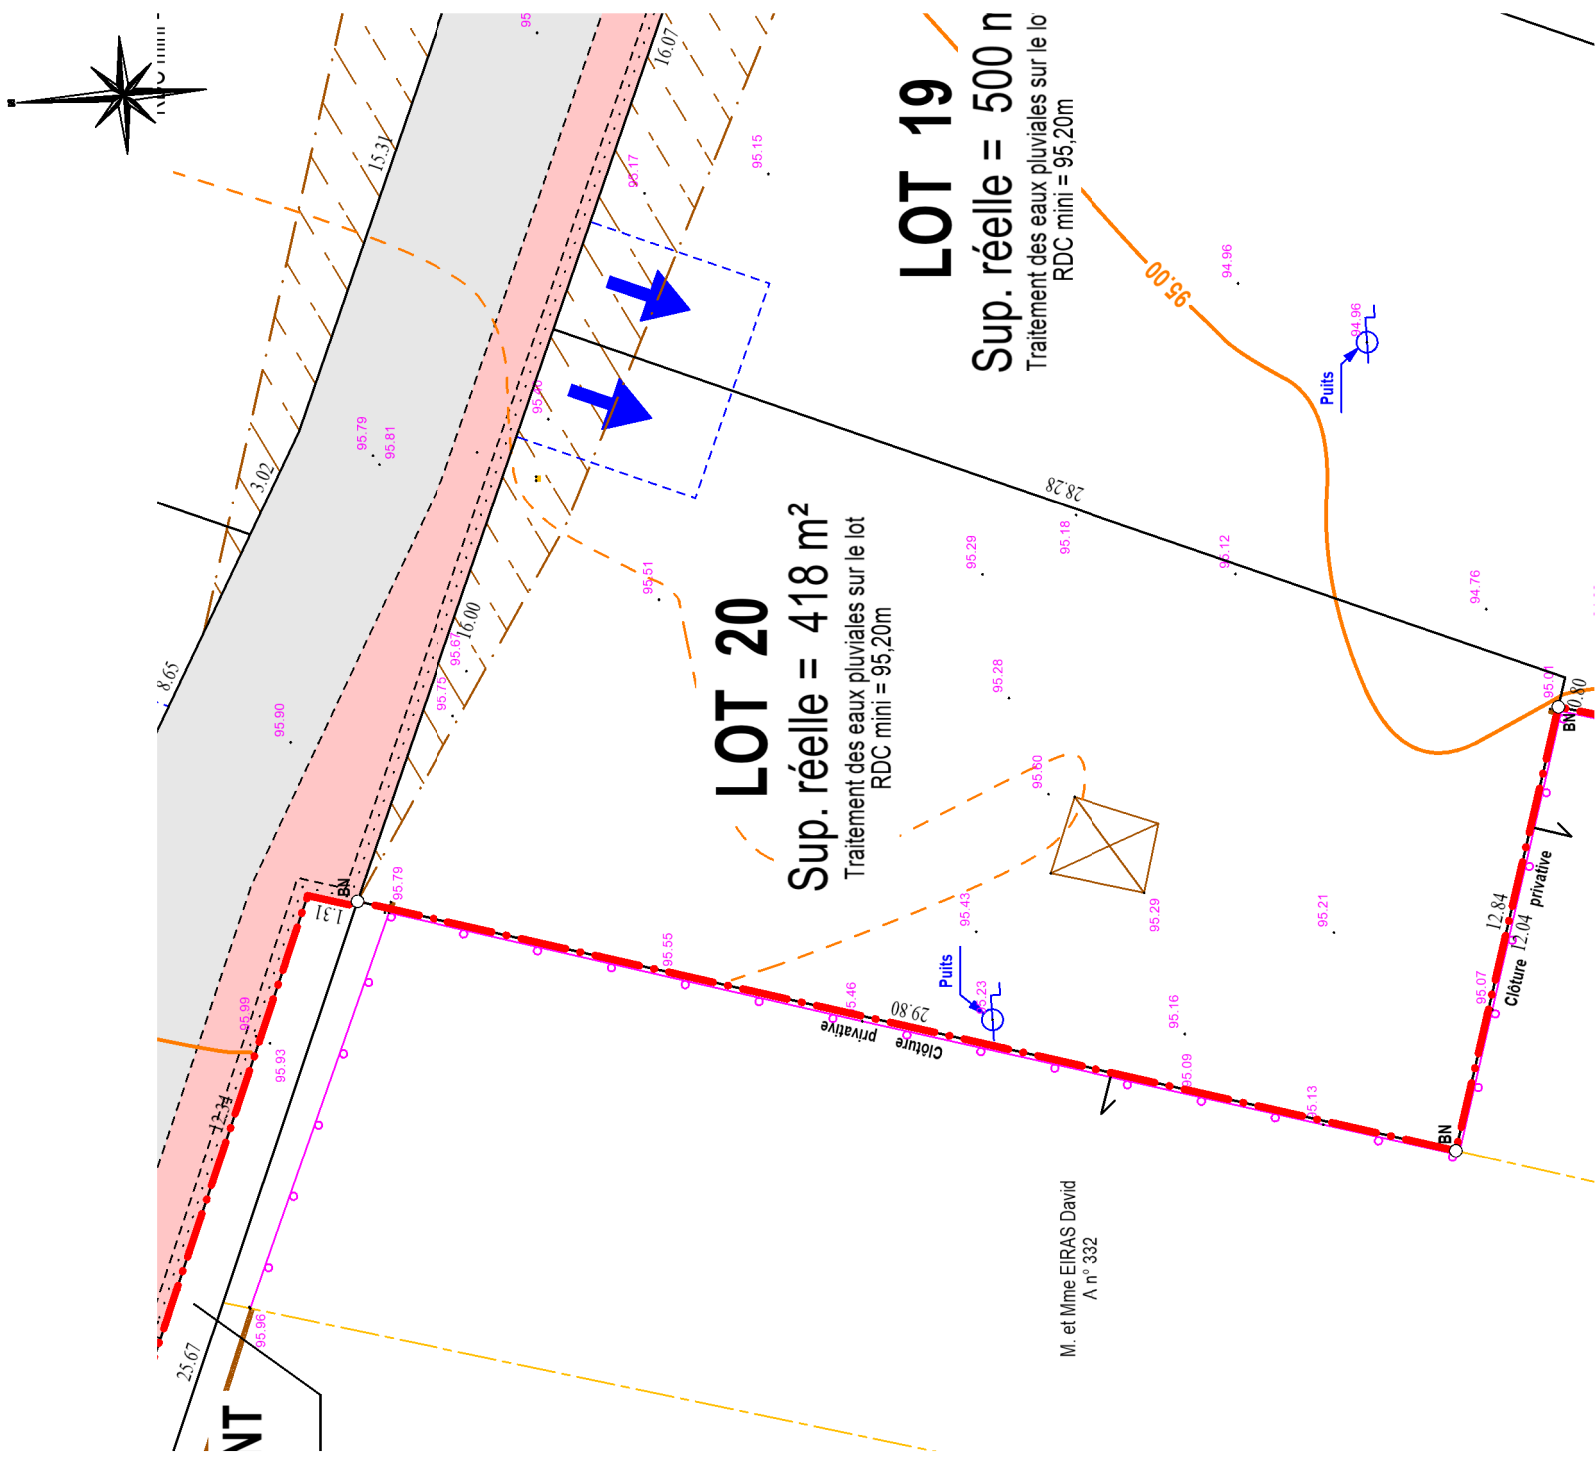 LOT 19
Sup. réelle = 500 m
Traitement des eaux pluviales sur le lo
RDC mini = 95,20m
LOT 20
Sup. réelle = 418 m²
Traitement des eaux pluviales sur le lot
RDC mini = 95,20m
M. et Mme EIRAS David
A n° 332
Puits
Puits
Clôture privative
Clôture privative
BN
BN
BN
NT
95.00
16.07
15.31
3.02
8.65
16.00
28.28
1.31
29.80
12.84
12.04
0.80
25.67
95.17
95.15
94.96
94.96
95.79
95.81
95.51
95.29
95.18
95.12
94.76
95.67
95.75
95.90
95.28
95.60
95.01
95.79
95.43
95.29
95.21
95.55
95.16
95.07
95.09
95.13
95.99
95.93
95.96